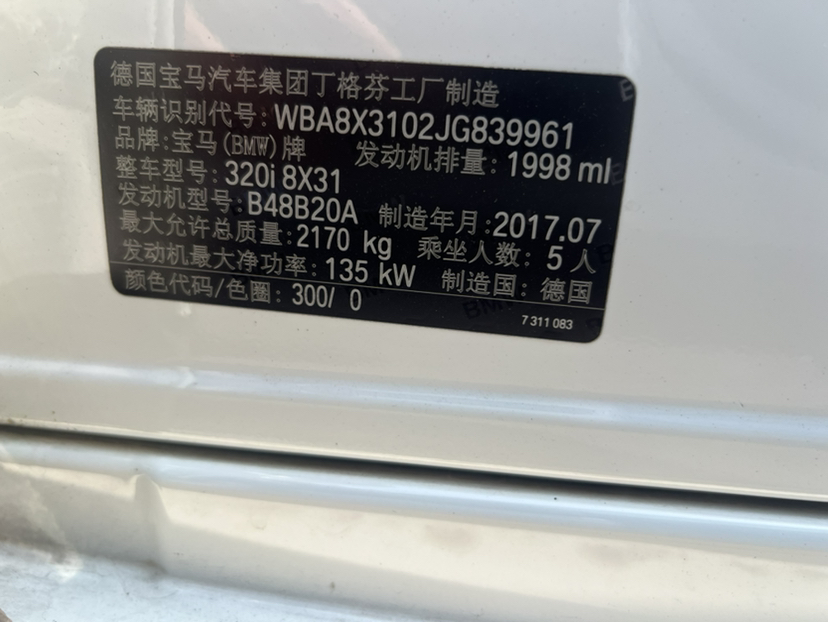 德国宝马汽车集团丁格芬工厂制造
车辆识别代号: WBA8X3102JG839961
品牌: 宝马(BMW)牌 发动机排量: 1998 ml
整车型号: 320i 8X31
发动机型号: B48B20A 制造年月: 2017.07
最大允许总质量: 2170 kg 乘坐人数: 5 人
发动机最大净功率: 135 kW 制造国: 德国
颜色代码/色圈: 300/ 0
7 311 083